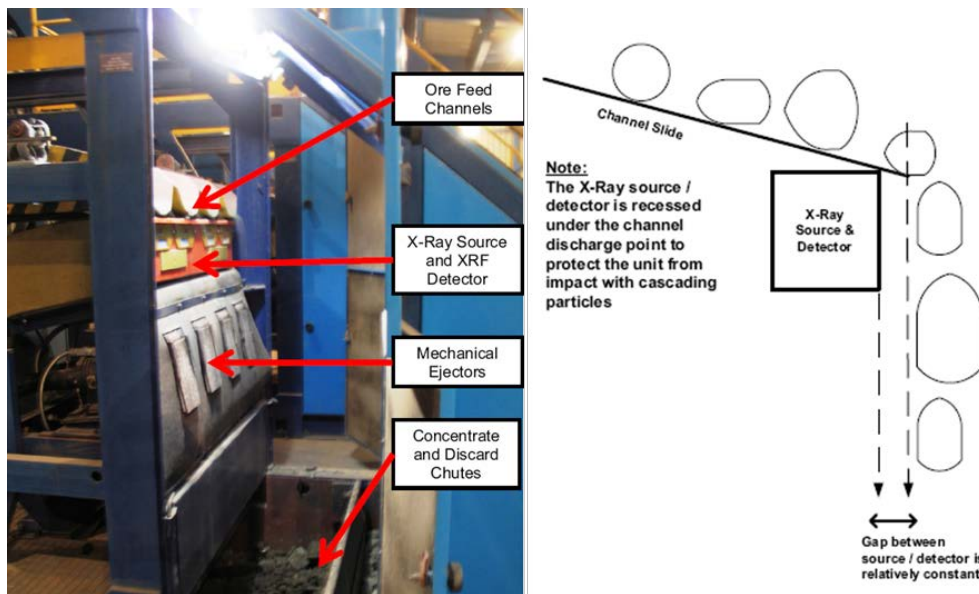 Ore Feed
Channels
X-Ray Source
and XRF
Detector
Mechanical
Ejectors
Concentrate
and Discard
Chutes
Channel Slide
Note:
The X-Ray source /
detector is recessed
under the channel
discharge point to
protect the unit from
impact with cascading
particles
X-Ray
Source &
Detector
Gap between
source / detector is
relatively constant